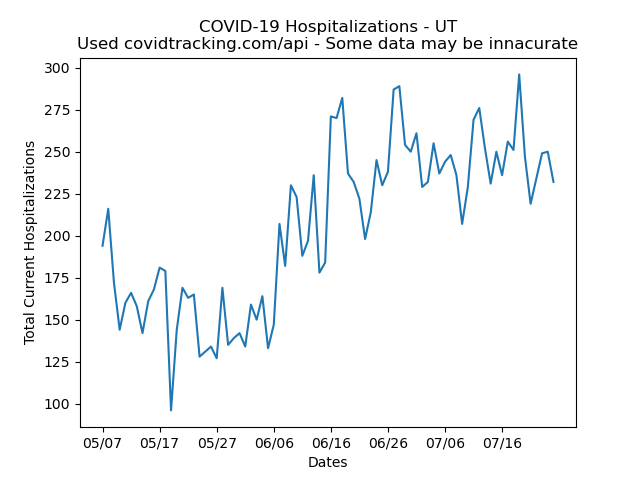 COVID-19 Hospitalizations - UT
Used covidtracking.com/api - Some data may be innacurate
Total Current Hospitalizations
300
275
250
225
200
175
150
125
100
05/07 05/17 05/27 06/06 06/16 06/26 07/06 07/16
Dates